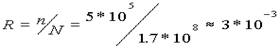 R = n/N = 5 * 10^5 / 1.7 * 10^8 ≈ 3 * 10^-3